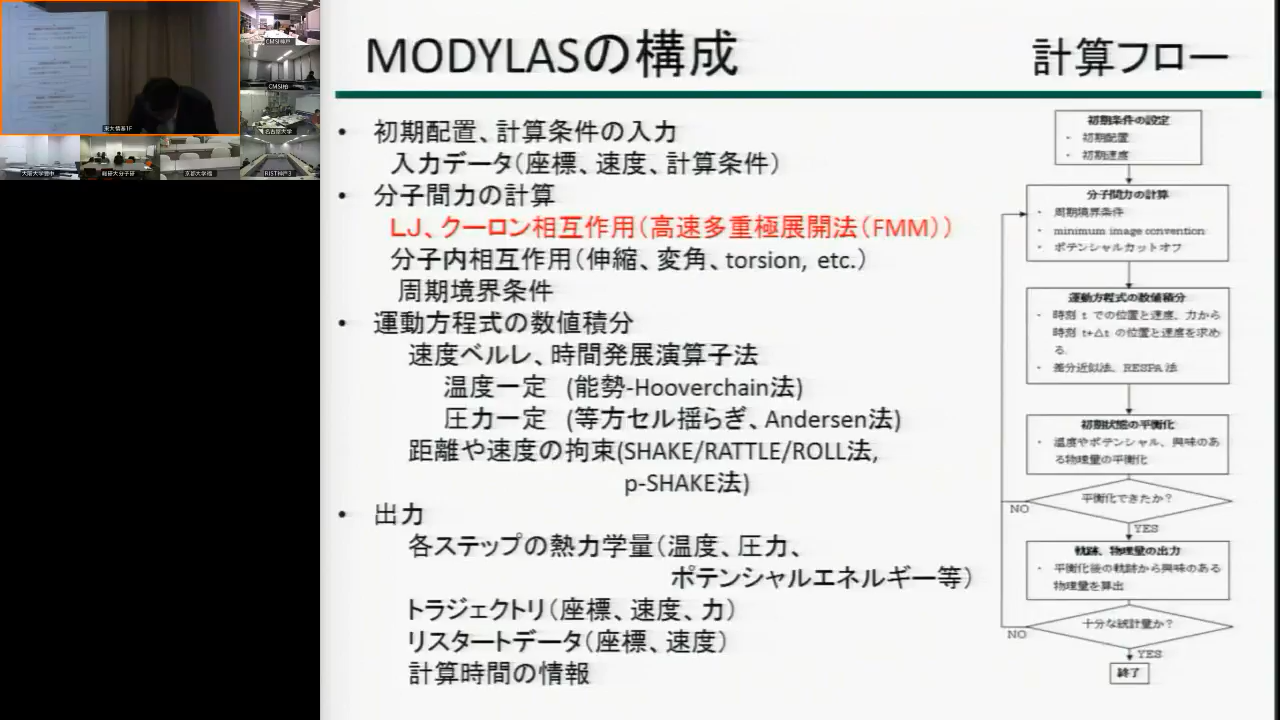 MODYLASの構成
計算フロー
• 初期配置、計算条件の入力
入力データ(座標、速度、計算条件)
• 分子間力の計算
LJ、クーロン相互作用(高速多重極展開法(FMM))
分子内相互作用(伸縮、変角、torsion, etc.)
周期境界条件
• 運動方程式の数値積分
速度ベルレ、時間発展演算子法
温度一定 (能勢-Hooverchain法)
圧力一定 (等方セル揺らぎ、Andersen法)
距離や速度の拘束(SHAKE/RATTLE/ROLL法,
p-SHAKE法)
• 出力
各ステップの熱力学量(温度、圧力、
ポテンシャルエネルギー等)
トラジェクトリ(座標、速度、力)
リスタートデータ(座標、速度)
計算時間の情報
初期条件の設定
• 初期配置
• 初期速度
分子間力の計算
• 周期境界条件
• minimum image convention
• ポテンシャルカットオフ
運動方程式の数値積分
• 時刻 t での位置と速度、力から
時刻 t+Δt の位置と速度を求め
る.
• 差分近似法、RESPA 法
初期状態の平衡化
• 温度やポテンシャル、興味のあ
る物理量の平衡化
平衡化できたか?
NO
YES
軌跡、物理量の出力
• 平衡化後の軌跡から興味のある
物理量を算出
十分な統計量か?
NO
YES
終了
東大情基1F
CMSI神戸
CMSI柏
名古屋大学
大阪大学豊中
総研大分子研
京都大学福
RIST神戸3